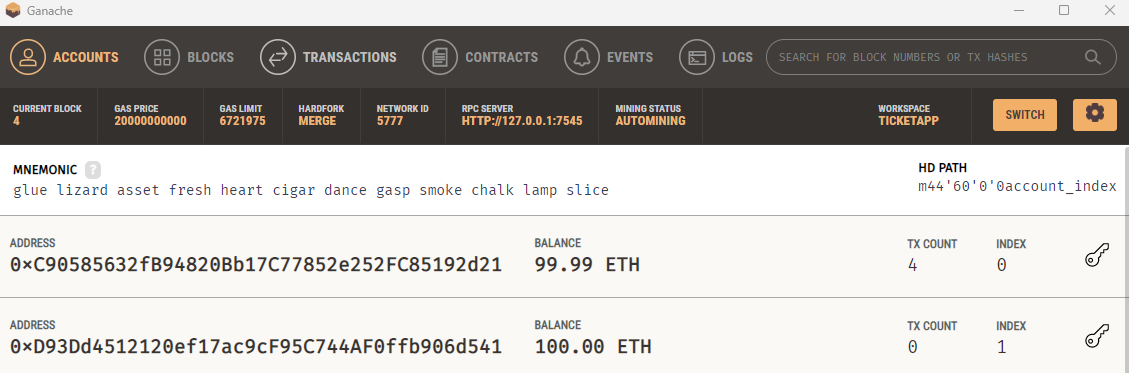 Ganache
ACCOUNTS BLOCKS TRANSACTIONS CONTRACTS EVENTS LOGS SEARCH FOR BLOCK NUMBERS OR TX HASHES
CURRENT BLOCK GAS PRICE GAS LIMIT HARDFORK NETWORK ID RPC SERVER MINING STATUS WORKSPACE
4 20000000000 6721975 MERGE 5777 HTTP://127.0.0.1:7545 AUTOMINING TICKETAPP
SWITCH
MNEMONIC ? HD PATH
glue lizard asset fresh heart cigar dance gasp smoke chalk lamp slice m44'60'0'0account_index
ADDRESS BALANCE TX COUNT INDEX
0xC90585632fB94820Bb17C77852e252FC85192d21 99.99 ETH 4 0
ADDRESS BALANCE TX COUNT INDEX
0xD93Dd4512120ef17ac9cF95C744AF0ffb906d541 100.00 ETH 0 1